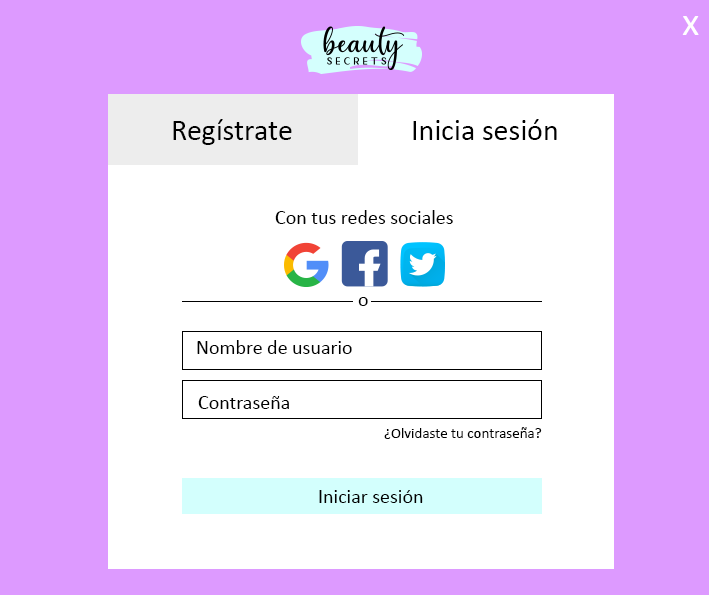 X
beauty
SECRETS
Regístrate
Inicia sesión
Con tus redes sociales
O
Nombre de usuario
Contraseña
¿Olvidaste tu contraseña?
Iniciar sesión